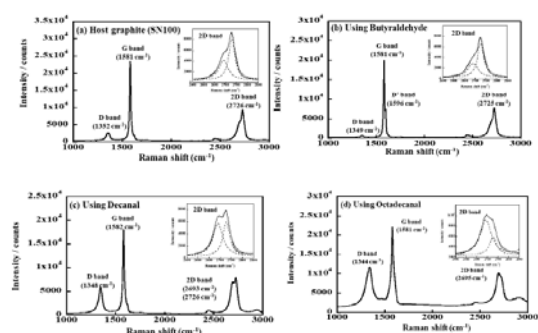 (a) Host graphite (SN100)
G band
(1581 cm⁻¹)
2D band
2D band
(2724 cm⁻¹)
D band
(1352 cm⁻¹)
Intensity / counts
3x10⁴
2.5x10⁴
2x10⁴
1.5x10⁴
1x10⁴
5000
0
1000
1500
2000
2500
3000
Raman shift (cm⁻¹)
(b) Using Butyraldehyde
G band
(1581 cm⁻¹)
2D band
D' band
(1596 cm⁻¹)
2D band
(2725 cm⁻¹)
D band
(1349 cm⁻¹)
Intensity / counts
3x10⁴
2.5x10⁴
2x10⁴
1.5x10⁴
1x10⁴
5000
0
1000
1500
2000
2500
3000
Raman shift (cm⁻¹)
(c) Using Decanal
G band
(1582 cm⁻¹)
2D band
D band
(1348 cm⁻¹)
2D band
(2693 cm⁻¹)
(2726 cm⁻¹)
Intensity / counts
2.5x10⁴
2x10⁴
1.5x10⁴
1x10⁴
5000
0
1000
1500
2000
2500
3000
Raman shift (cm⁻¹)
(d) Using Octadecanal
G band
(1581 cm⁻¹)
2D band
D band
(1344 cm⁻¹)
2D band
(2695 cm⁻¹)
Intensity / counts
3x10⁴
2.5x10⁴
2x10⁴
1.5x10⁴
1x10⁴
5000
0
1000
1500
2000
2500
3000
Raman shift (cm⁻¹)